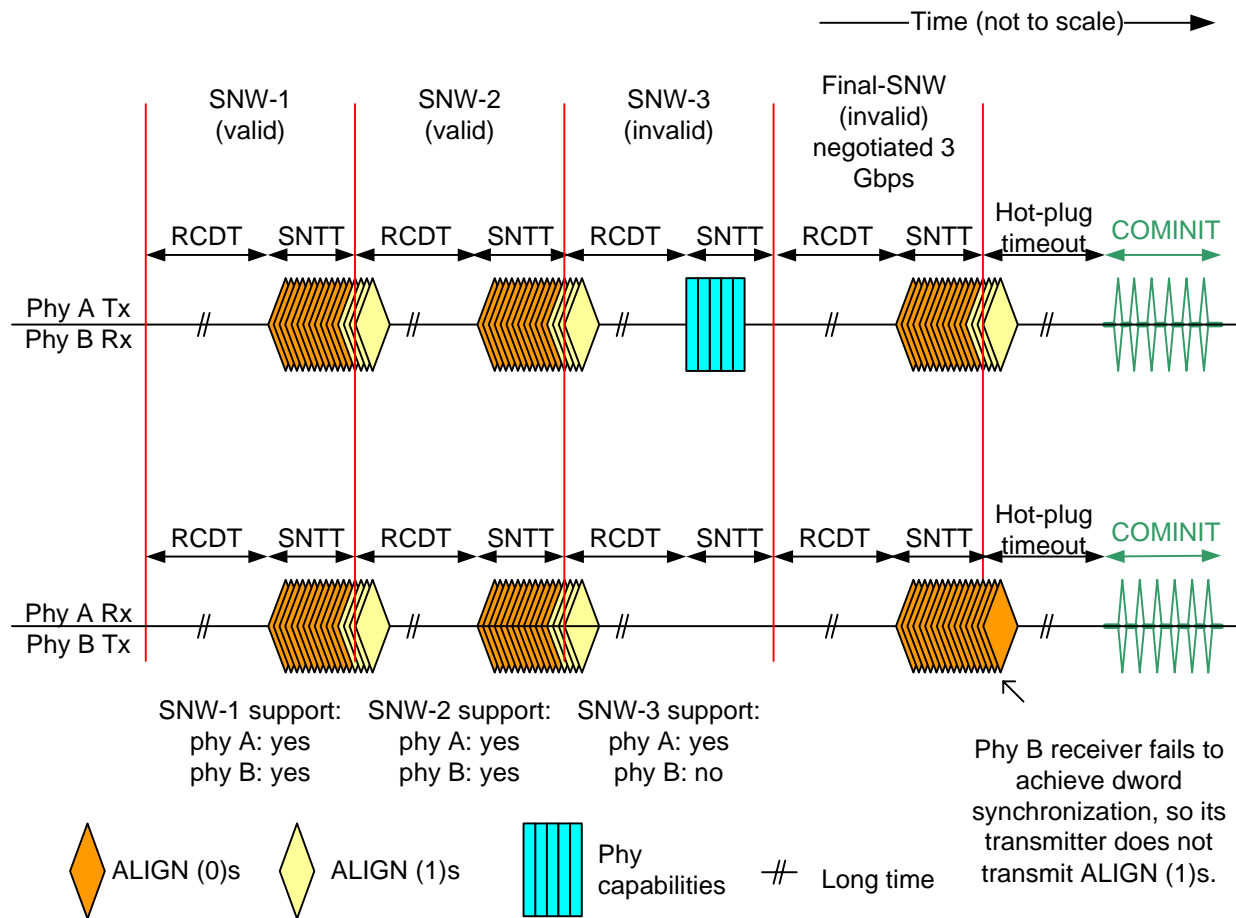 Time (not to scale)
SNW-1
(valid)
SNW-2
(valid)
SNW-3
(invalid)
Final-SNW
(invalid)
negotiated 3
Gbps
RCDT
SNTT
RCDT
SNTT
RCDT
SNTT
RCDT
SNTT
Hot-plug
timeout
COMINIT
Phy A Tx
Phy B Rx
RCDT
SNTT
RCDT
SNTT
RCDT
SNTT
RCDT
SNTT
Hot-plug
timeout
COMINIT
Phy A Rx
Phy B Tx
SNW-1 support:
phy A: yes
phy B: yes
SNW-2 support:
phy A: yes
phy B: yes
SNW-3 support:
phy A: yes
phy B: no
Phy B receiver fails to
achieve dword
synchronization, so its
transmitter does not
transmit ALIGN (1)s.
ALIGN (0)s
ALIGN (1)s
Phy
capabilities
Long time